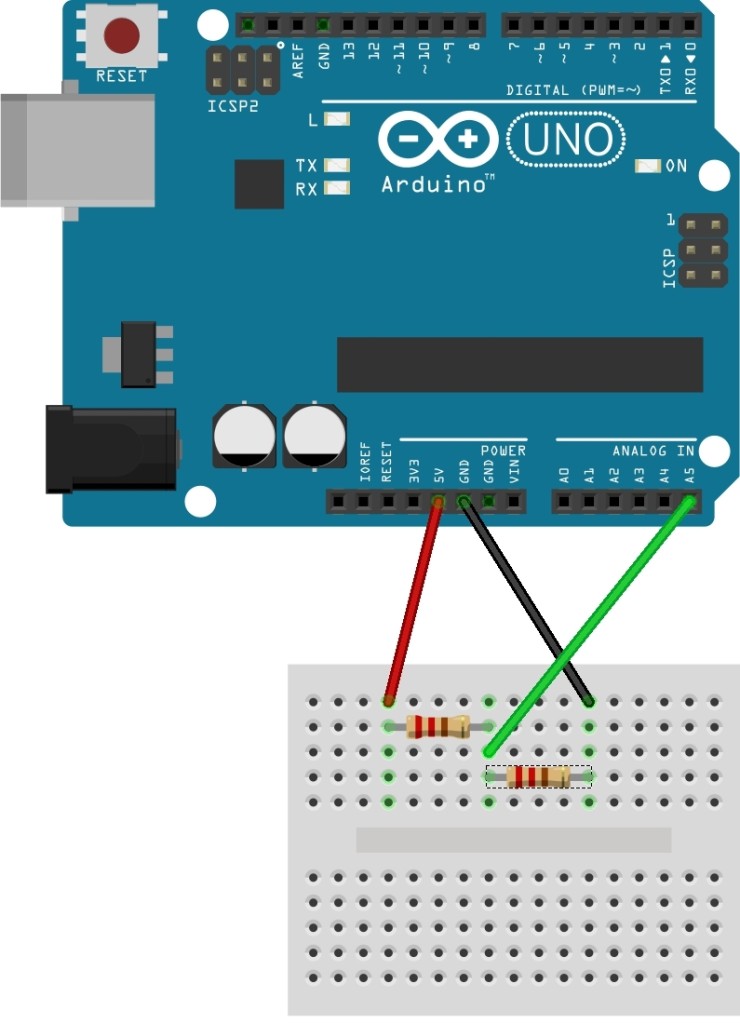 RESET
ICSP2
AREF
GND
13
12
~11
~10
~9
8
7
~6
~5
4
~3
2
TX0▶1
RX0◀0
DIGITAL (PWM=~)
L
TX
RX
UNO
Arduino™
ON
1
ICSP
POWER
ANALOG IN
IOREF
RESET
3V3
5V
GND
GND
VIN
A0
A1
A2
A3
A4
A5